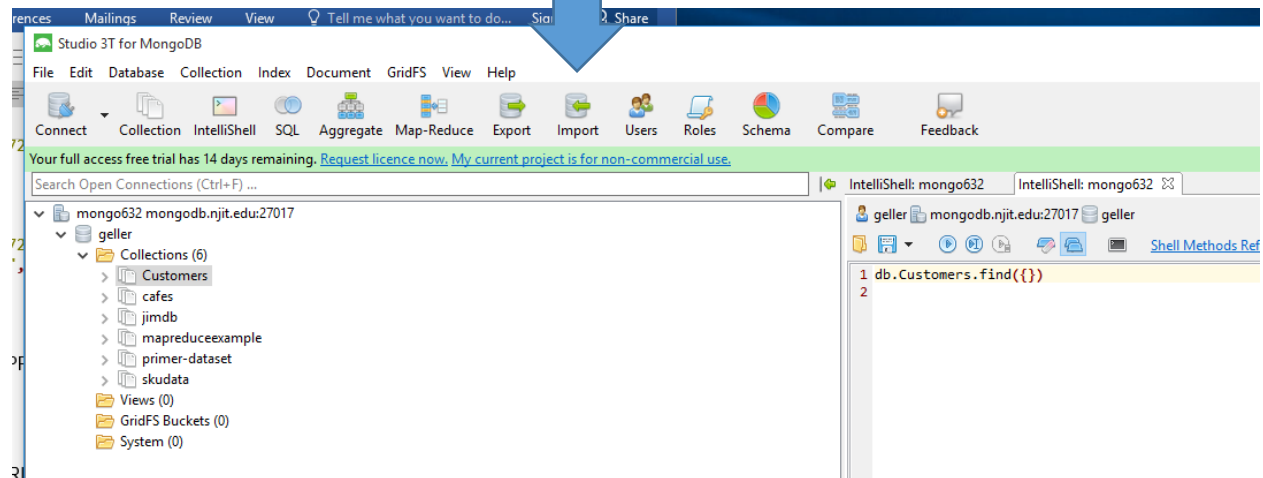 ences Mailings Review View Tell me what you want to do... Share
Studio 3T for MongoDB
File Edit Database Collection Index Document GridFS View Help
Connect Collection IntelliShell SQL Aggregate Map-Reduce Export Import Users Roles Schema Compare Feedback
Your full access free trial has 14 days remaining. Request licence now. My current project is for non-commercial use.
Search Open Connections (Ctrl+F) ...
IntelliShell: mongo632 IntelliShell: mongo632
mongo632 mongodb.njit.edu:27017
geller
Collections (6)
Customers
cafes
jimdb
mapreduceexample
primer-dataset
skudata
Views (0)
GridFS Buckets (0)
System (0)
geller mongodb.njit.edu:27017 geller
Shell Methods Ref
1 db.Customers.find({})
2